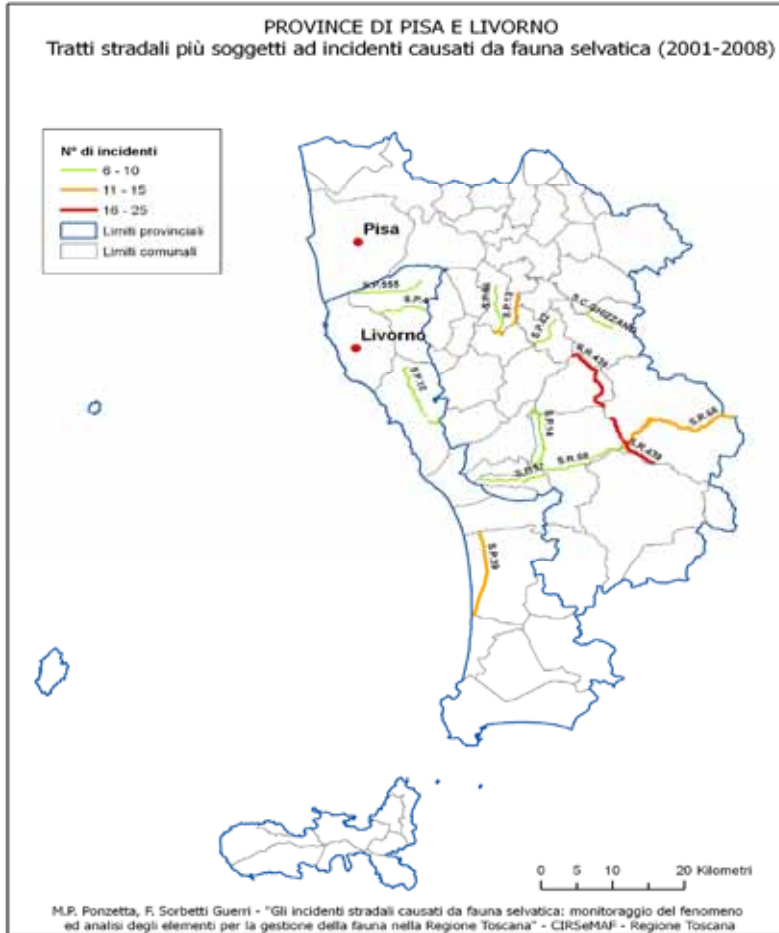 PROVINCE DI PISA E LIVORNO
Tratti stradali più soggetti ad incidenti causati da fauna selvatica (2001-2008)
N° di incidenti
6 - 10
11 - 15
16 - 25
Limiti provinciali
Limiti comunali
Pisa
S.P.555
S.P.4
Livorno
S.P.10
S.P.13
S.P.42
S.C.GHIZZANO
S.R.439
S.P.14
S.R.68
S.R.68
S.R.439
S.P.39
0 5 10 20 Kilometri
M.P. Ponzetta, F. Sorbetti Guerri - "Gli incidenti stradali causati da fauna selvatica: monitoraggio del fenomeno
ed analisi degli elementi per la gestione della fauna nella Regione Toscana" - CIRSeMAF - Regione Toscana